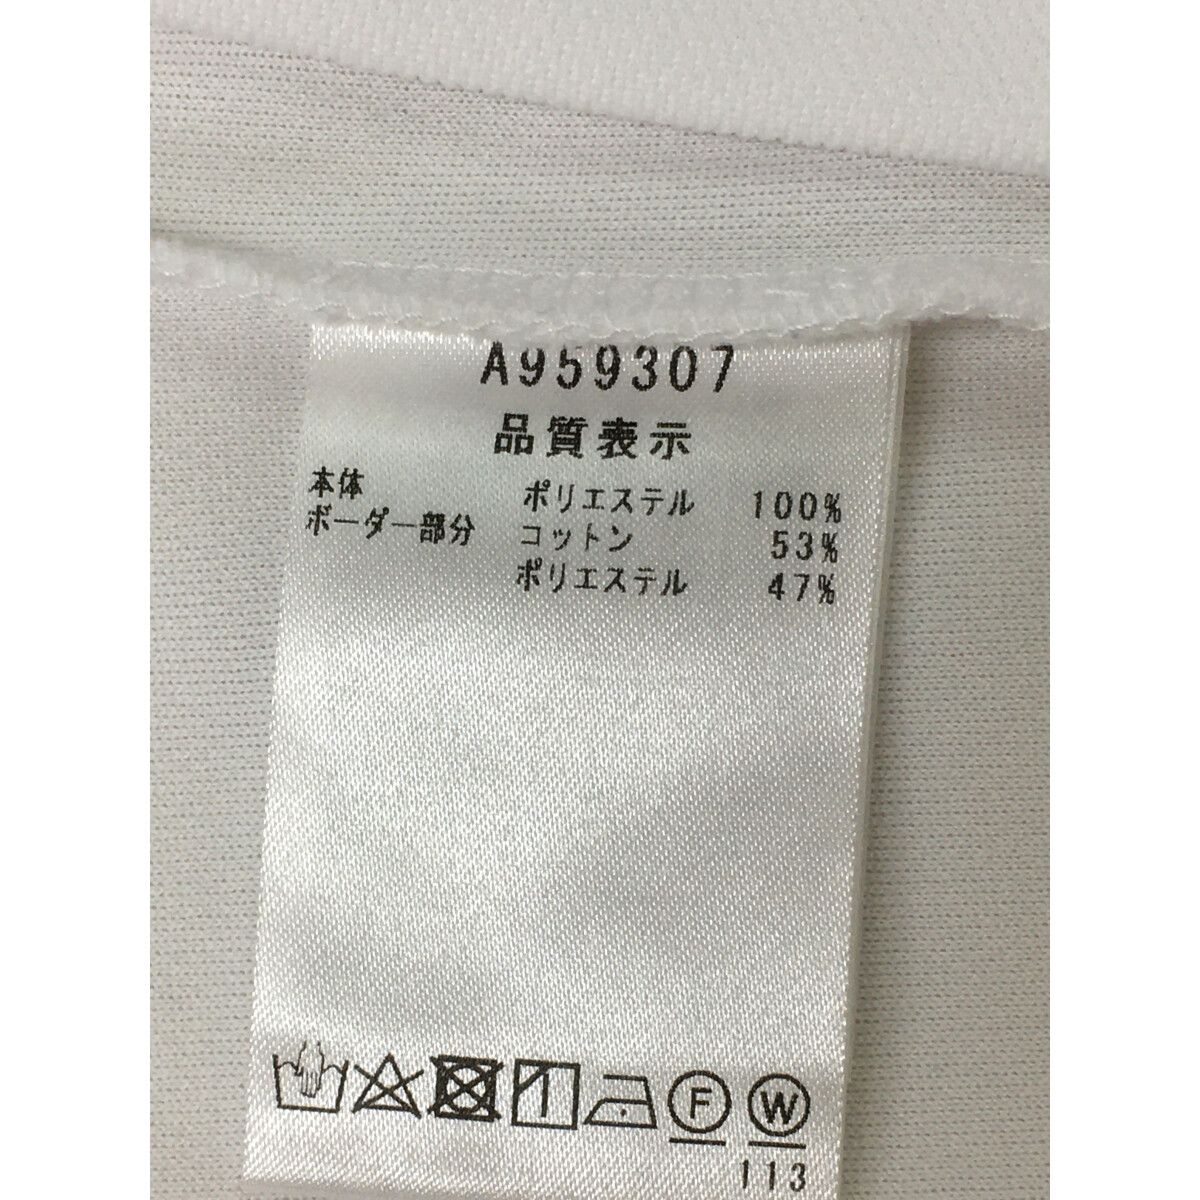 A959307
品質表示
本体 ポリエステル 100%
ボーダー部分 コットン 53%
ポリエステル 47%
F W
113